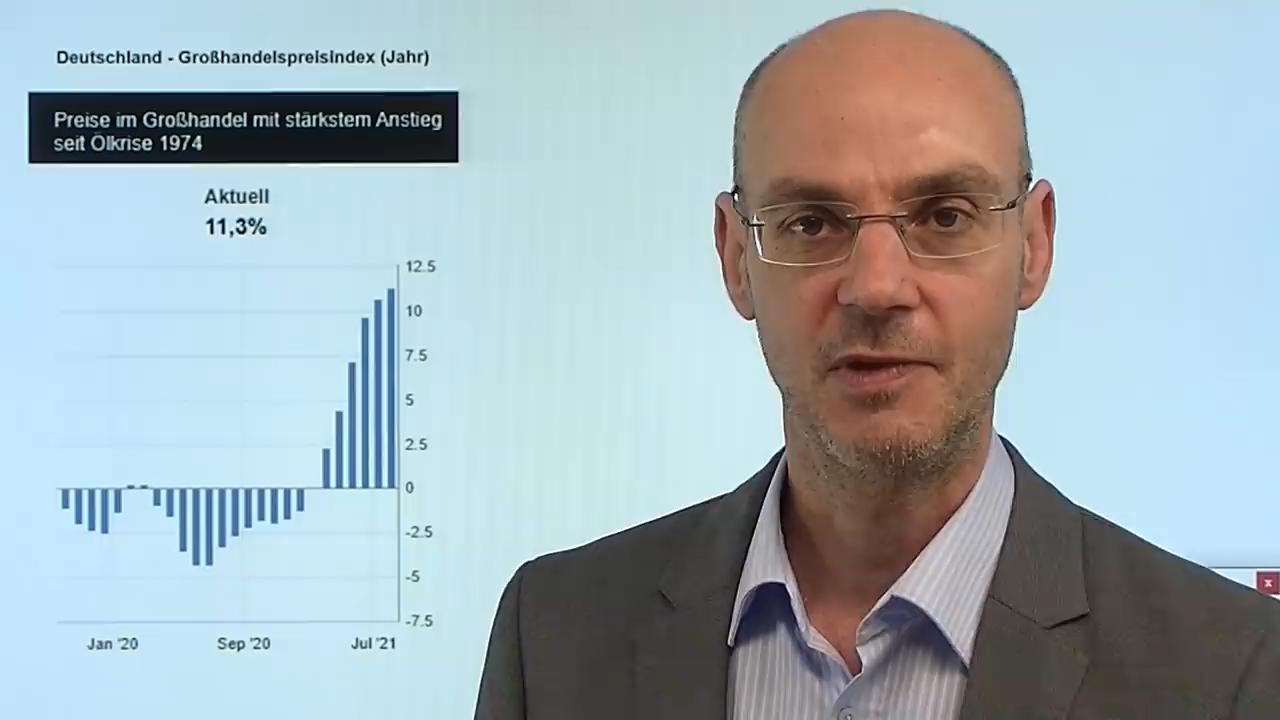 Deutschland - Großhandelspreisindex (Jahr)
Preise im Großhandel mit stärkstem Anstieg
seit Ölkrise 1974
Aktuell
11,3%
12.5
10
7.5
5
2.5
0
-2.5
-5
-7.5
Jan '20
Sep '20
Jul '21
x